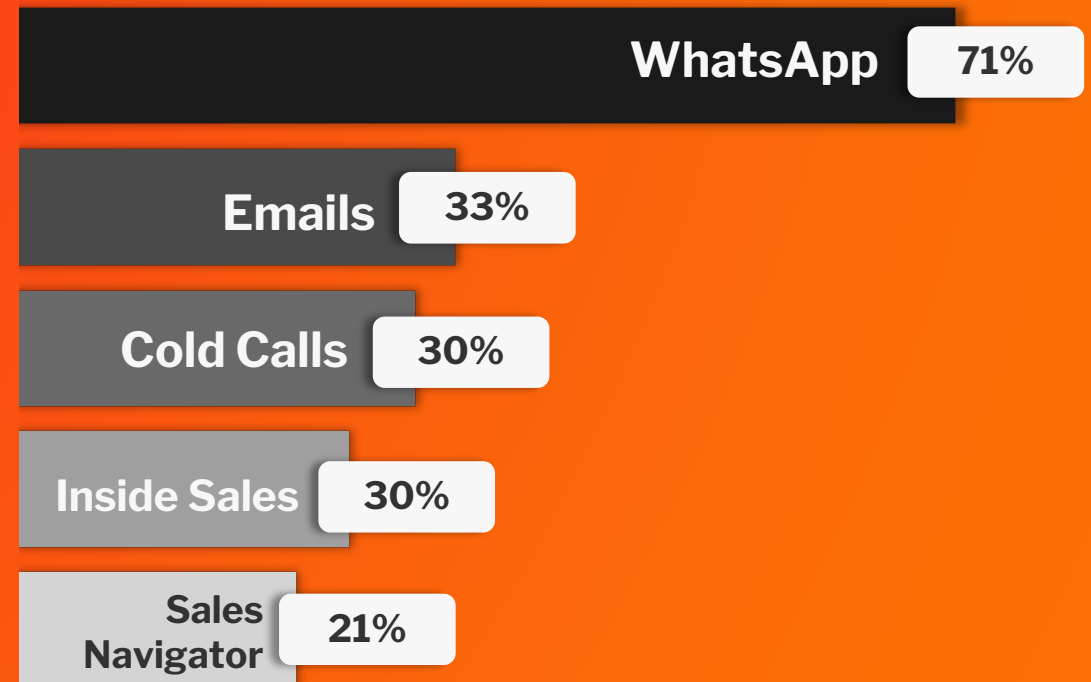 WhatsApp 71%
Emails 33%
Cold Calls 30%
Inside Sales 30%
Sales
Navigator 21%